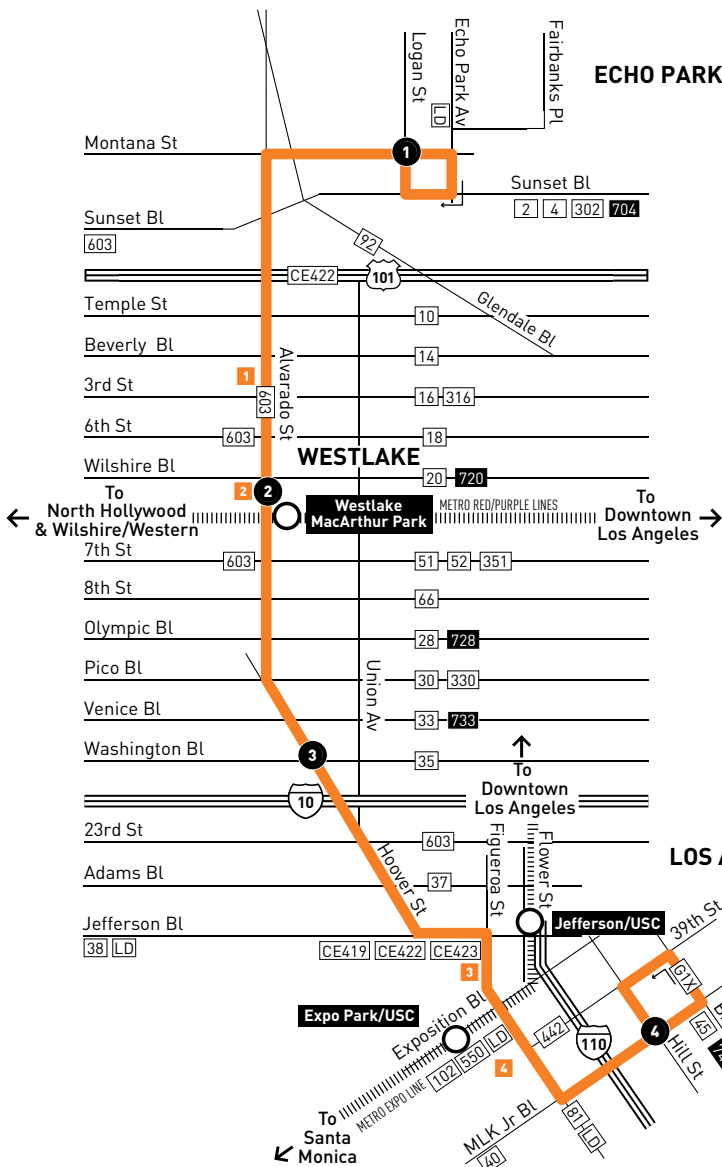 Logan St
Echo Park Av
LD
Fairbanks Pl
ECHO PARK
Montana St
1
Sunset Bl
2 4 302 704
Sunset Bl
603
92
CE422
101
Glendale Bl
Temple St
10
Beverly Bl
14
1
Alvarado St
3rd St
603
16 316
6th St
603
18
WESTLAKE
Wilshire Bl
20 720
2
2
To
North Hollywood
& Wilshire/Western
Westlake
MacArthur Park
METRO RED/PURPLE LINES
To
Downtown
Los Angeles
7th St
603
51 52 351
8th St
66
Olympic Bl
28 728
Pico Bl
30 330
Union Av
Venice Bl
33 733
Washington Bl
3
35
To
Downtown
Los Angeles
10
23rd St
603
Hoover St
Figueroa St
Flower St
LOS A
Adams Bl
37
Jefferson Bl
38 LD
CE419 CE422 CE423
Jefferson/USC
39th St
3
G1X
Exposition Bl
Expo Park/USC
442
110
4
45
B
Hill St
METRO EXPO LINE
102 550 LD
4
To
Santa
Monica
MLK Jr Bl
40
81 LD